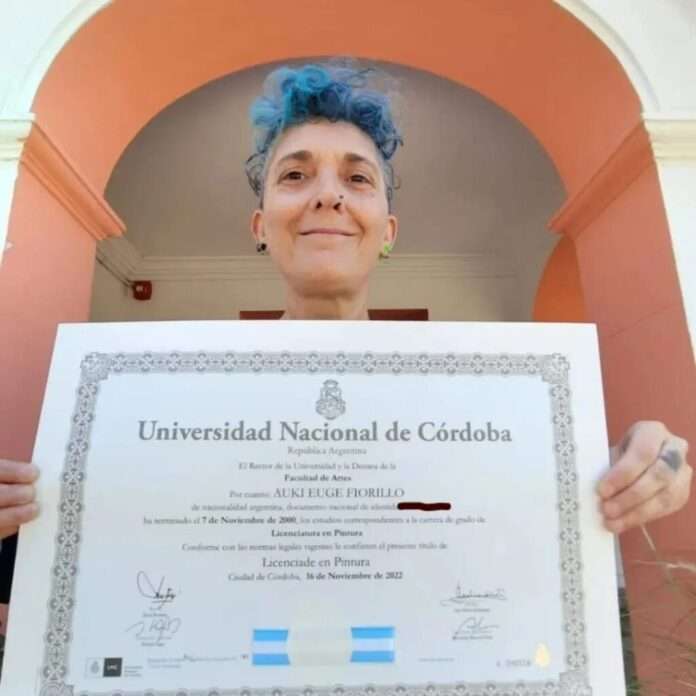 Universidad Nacional de Córdoba
República Argentina
El Rector de la Universidad y la Decana de la
Facultad de Artes
Por cuanto: AUKI EUGE FIORILLO
de nacionalidad argentina, documento nacional de identid
ha terminado el 7 de Noviembre de 2000, los estudios correspondientes a la carrera de grado de
Licenciatura en Pintura
Conforme con las normas legales vigentes le confieren el presente título de
Licenciade en Pintura
Ciudad de Córdoba, 16 de Noviembre de 2022
UNC